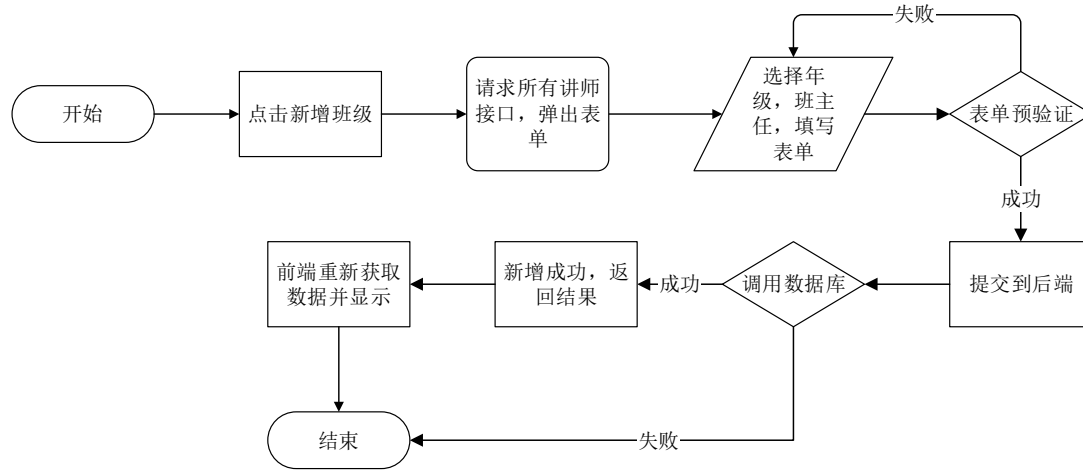 失败
开始
点击新增班级
请求所有讲师
接口，弹出表
单
选择年
级，班主
任，填写
表单
表单预验证
成功
前端重新获取
数据并显示
新增成功，返
回结果
成功
调用数据库
提交到后端
结束
失败